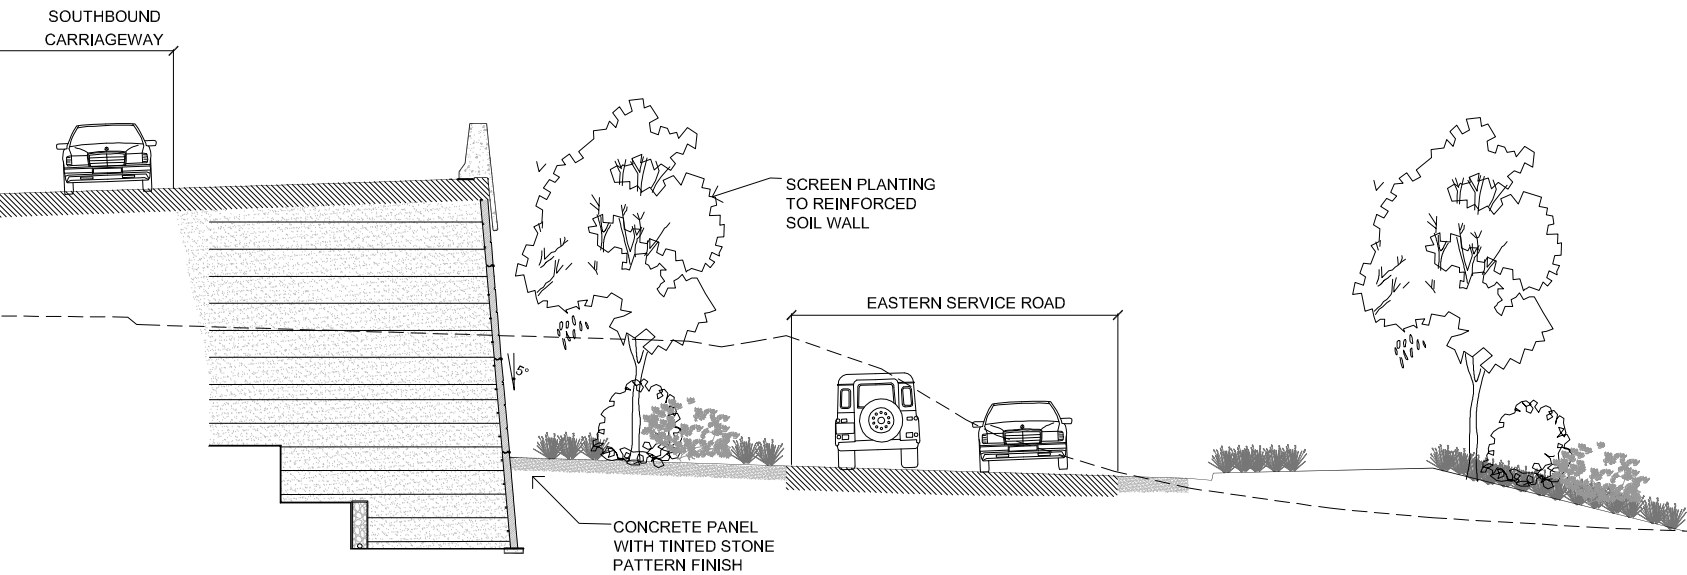 SOUTHBOUND
CARRIAGEWAY
SCREEN PLANTING
TO REINFORCED
SOIL WALL
EASTERN SERVICE ROAD
5°
CONCRETE PANEL
WITH TINTED STONE
PATTERN FINISH